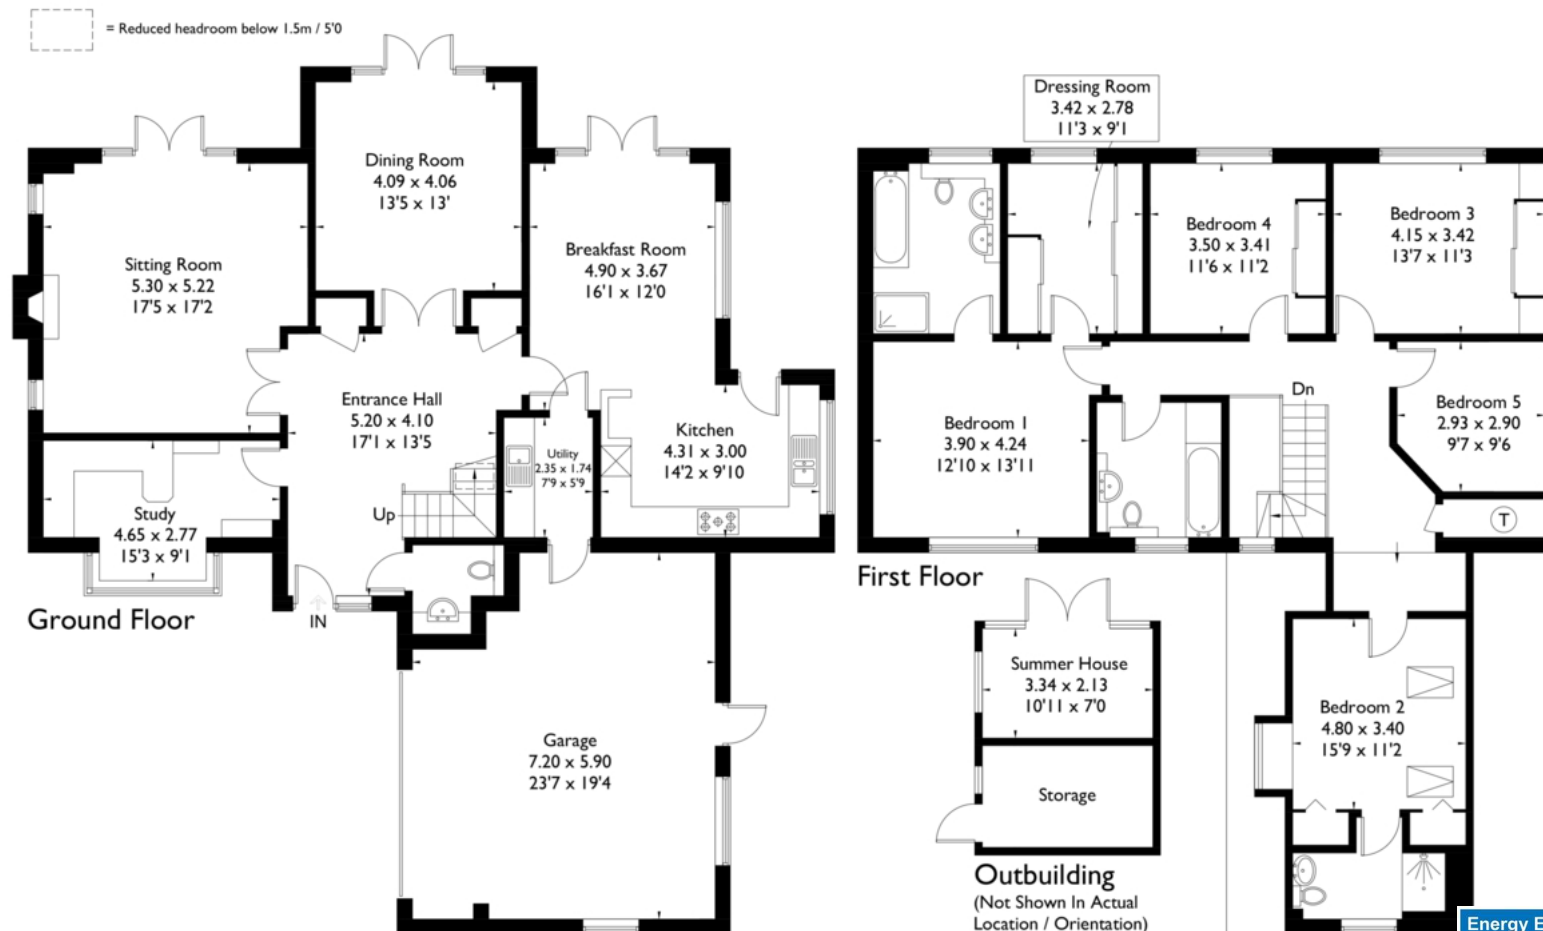 = Reduced headroom below 1.5m / 5'0
Dining Room
4.09 x 4.06
13'5 x 13'
Sitting Room
5.30 x 5.22
17'5 x 17'2
Breakfast Room
4.90 x 3.67
16'1 x 12'0
Entrance Hall
5.20 x 4.10
17'1 x 13'5
Kitchen
4.31 x 3.00
14'2 x 9'10
Utility
2.35 x 1.74
7'9 x 5'9
Study
4.65 x 2.77
15'3 x 9'1
Up
IN
Ground Floor
Garage
7.20 x 5.90
23'7 x 19'4
Dressing Room
3.42 x 2.78
11'3 x 9'1
Bedroom 4
3.50 x 3.41
11'6 x 11'2
Bedroom 3
4.15 x 3.42
13'7 x 11'3
Bedroom 1
3.90 x 4.24
12'10 x 13'11
Dn
Bedroom 5
2.93 x 2.90
9'7 x 9'6
T
First Floor
Summer House
3.34 x 2.13
10'11 x 7'0
Storage
Outbuilding
(Not Shown In Actual
Location / Orientation)
Bedroom 2
4.80 x 3.40
15'9 x 11'2
Energy E